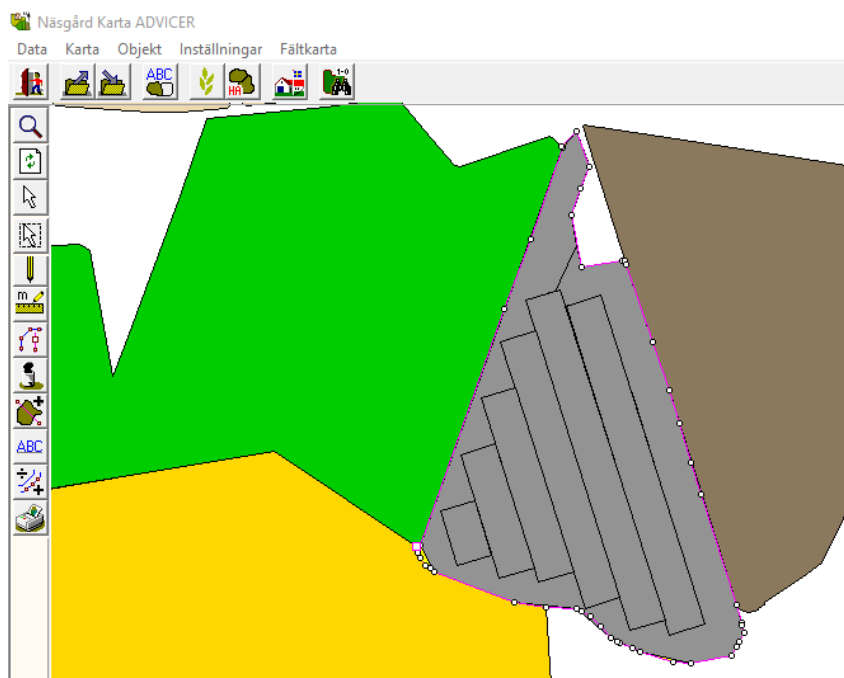 Näsgård Karta ADVICER
Data Karta Objekt Inställningar Fältkarta
ABC
HA
1-0
m
ABC